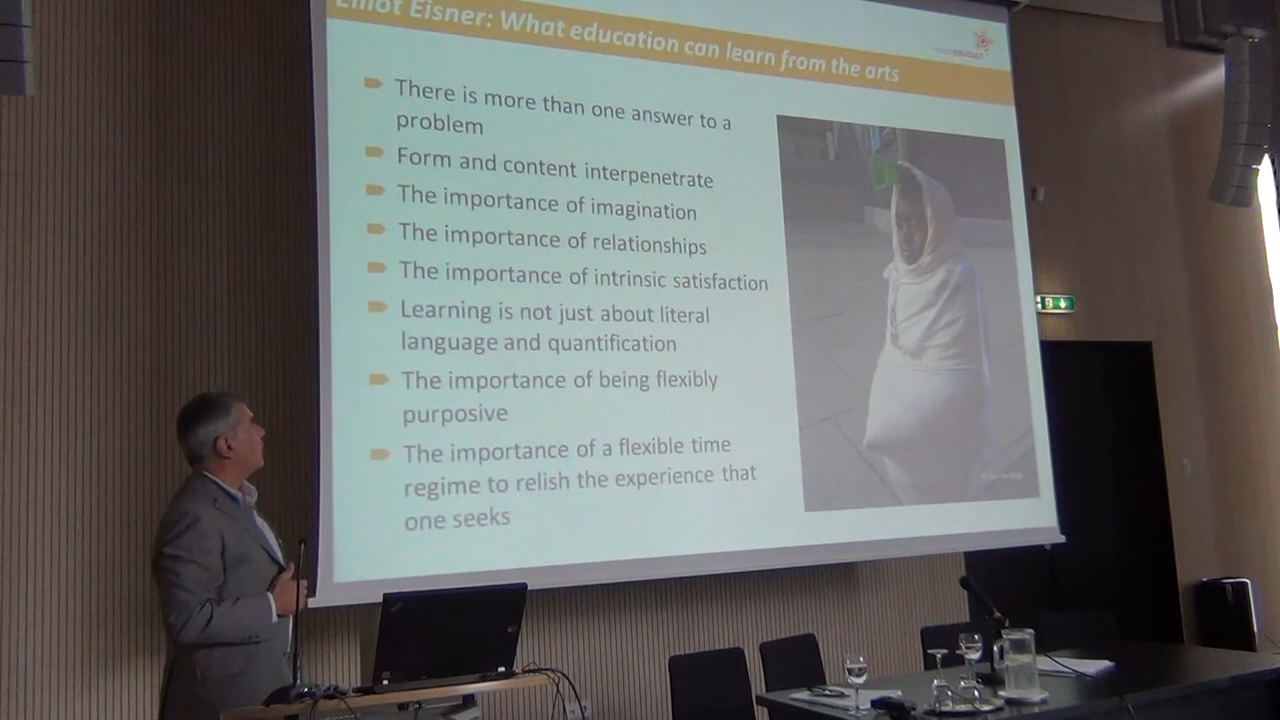 Elliot Eisner: What education can learn from the arts
EDUCULT
There is more than one answer to a
problem
Form and content interpenetrate
The importance of imagination
The importance of relationships
The importance of intrinsic satisfaction
Learning is not just about literal
language and quantification
The importance of being flexibly
purposive
The importance of a flexible time
regime to relish the experience that
one seeks